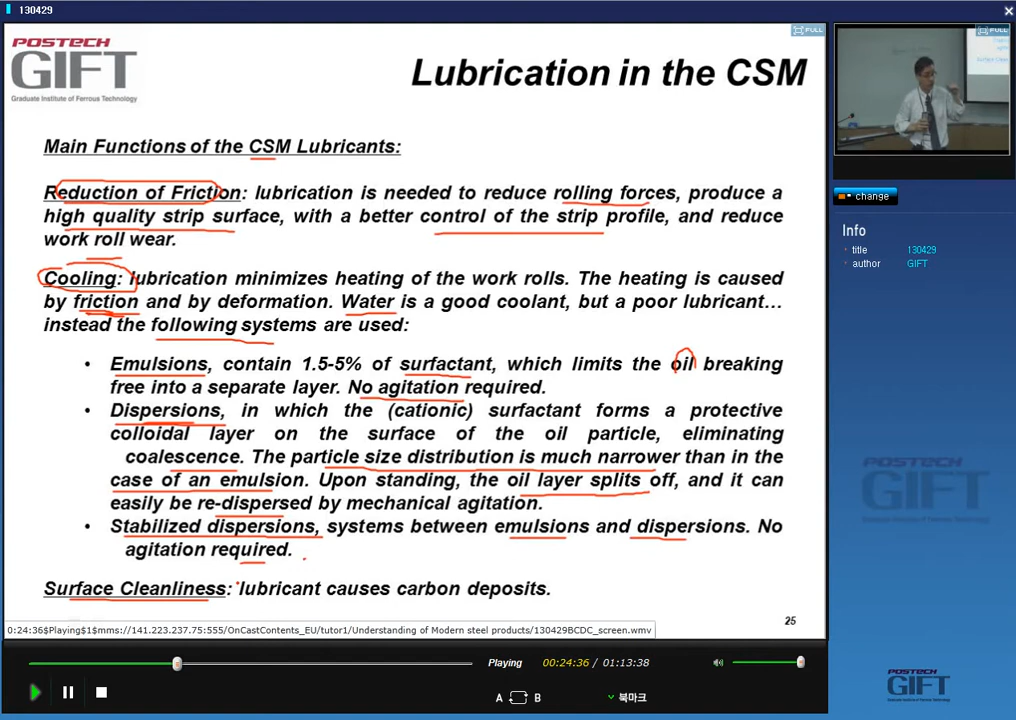 130429
FULL
POSTECH
GIFT
Graduate Institute of Ferrous Technology
Lubrication in the CSM
Main Functions of the CSM Lubricants:
Reduction of Friction: lubrication is needed to reduce rolling forces, produce a
high quality strip surface, with a better control of the strip profile, and reduce
work roll wear.
Cooling: lubrication minimizes heating of the work rolls. The heating is caused
by friction and by deformation. Water is a good coolant, but a poor lubricant…
instead the following systems are used:
• Emulsions, contain 1.5-5% of surfactant, which limits the oil breaking
free into a separate layer. No agitation required.
• Dispersions, in which the (cationic) surfactant forms a protective
colloidal layer on the surface of the oil particle, eliminating
coalescence. The particle size distribution is much narrower than in the
case of an emulsion. Upon standing, the oil layer splits off, and it can
easily be re-dispersed by mechanical agitation.
• Stabilized dispersions, systems between emulsions and dispersions. No
agitation required.
Surface Cleanliness: lubricant causes carbon deposits.
25
0:24:36$Playing$1$mms://141.223.237.75:555/OnCastContents_EU/tutor1/Understanding of Modern steel products/130429BCDC_screen.wmv
Playing
00:24:36 / 01:13:38
A B
북마크
FULL
change
Info
title 130429
author GIFT
POSTECH
GIFT
POSTECH
GIFT